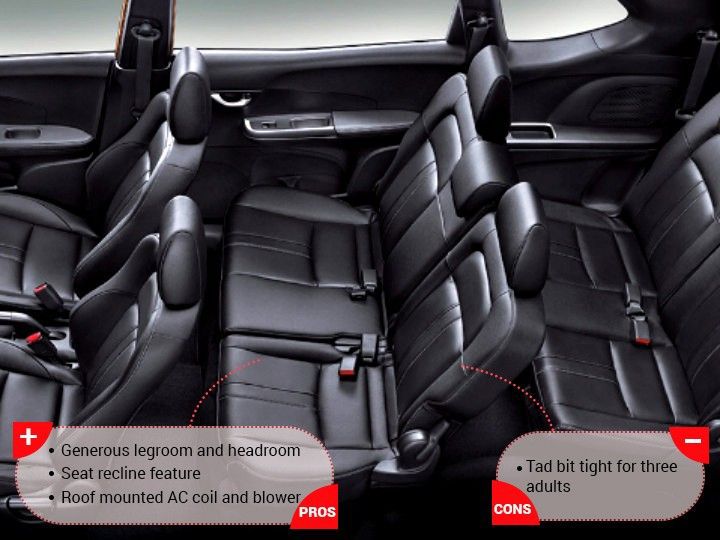 +
• Generous legroom and headroom
• Seat recline feature
• Roof mounted AC coil and blower
PROS
−
• Tad bit tight for three
adults
CONS